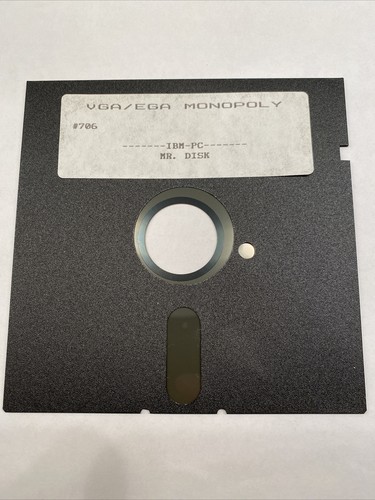 VGA/EGA MONOPOLY
#706
-------IBM-PC-------
MR. DISK